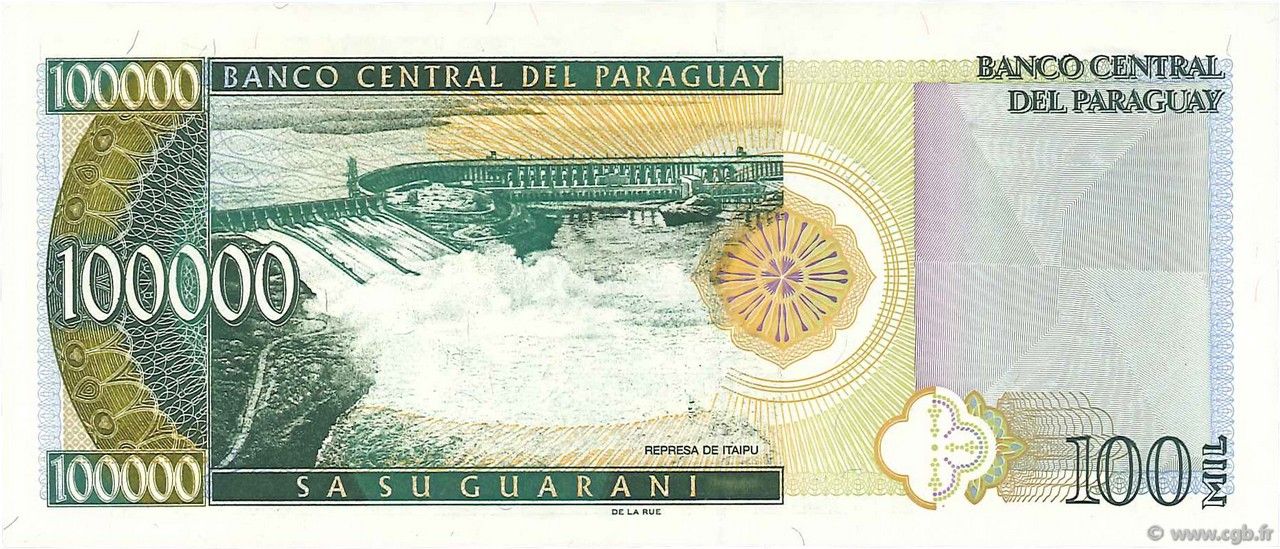 100000
BANCO CENTRAL DEL PARAGUAY
BANCO CENTRAL
DEL PARAGUAY
100000
REPRESA DE ITAIPU
100 MIL
100000
SA SU GUARANI
DE LA RUE
© www.cgb.fr